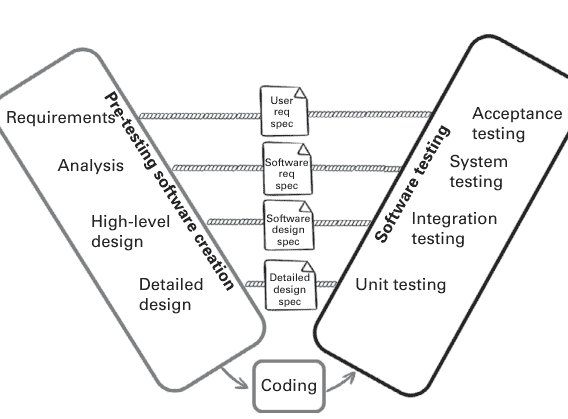 Requirements
Analysis
High-level
design
Detailed
design
Pre-testing software creation
User
req
spec
Software
req
spec
Software
design
spec
Detailed
design
spec
Coding
Software testing
Acceptance
testing
System
testing
Integration
testing
Unit testing